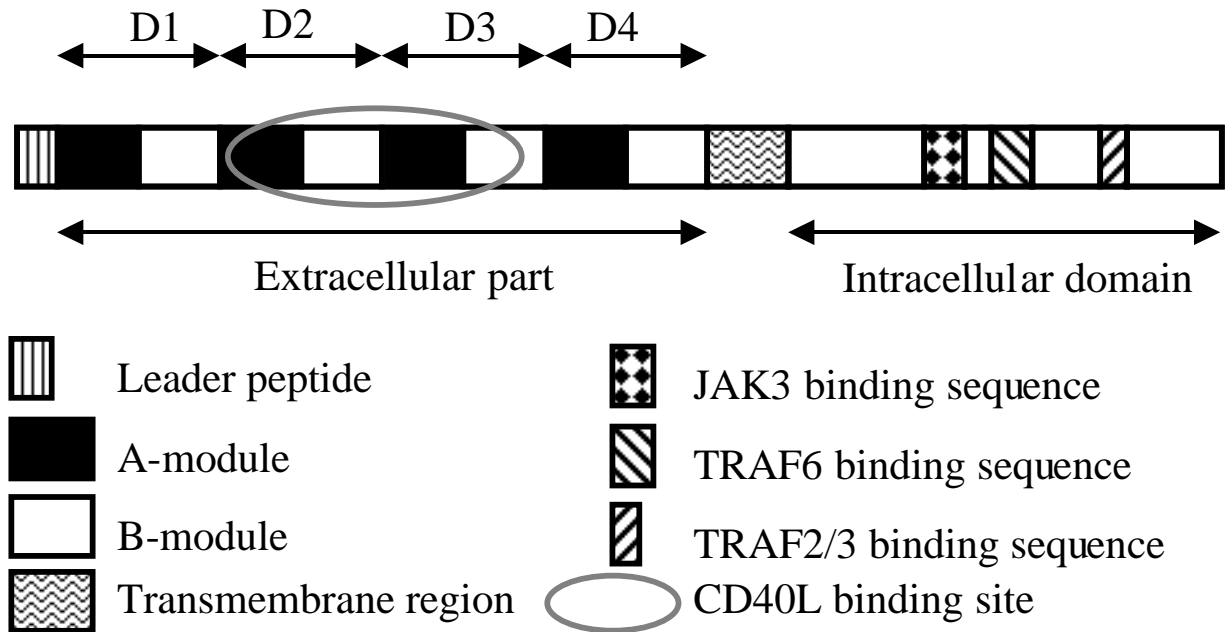 D1 D2 D3 D4
Extracellular part Intracellular domain
Leader peptide
A-module
B-module
Transmembrane region
JAK3 binding sequence
TRAF6 binding sequence
TRAF2/3 binding sequence
CD40L binding site